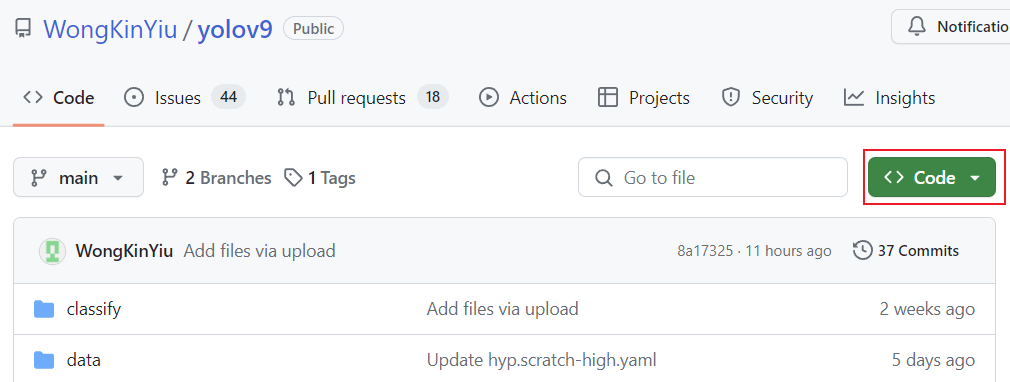 WongKinYiu / yolov9 Public Notificatio
Code Issues 44 Pull requests 18 Actions Projects Security Insights
main 2 Branches 1 Tags Go to file Code
WongKinYiu Add files via upload 8a17325 · 11 hours ago 37 Commits
classify Add files via upload 2 weeks ago
data Update hyp.scratch-high.yaml 5 days ago